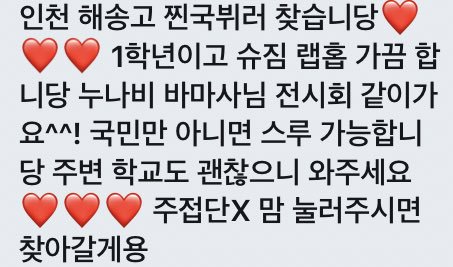 인천 해송고 찐국뷔러 찾습니당❤️
❤️❤️ 1학년이고 슈짐 랩홉 가끔 합
니당 누나비 바마사님 전시회 같이가
요^^! 국민만 아니면 스루 가능합니
당 주변 학교도 괜찮으니 와주세요
❤️❤️❤️ 주접단X 맘 눌러주시면
찾아갈게용